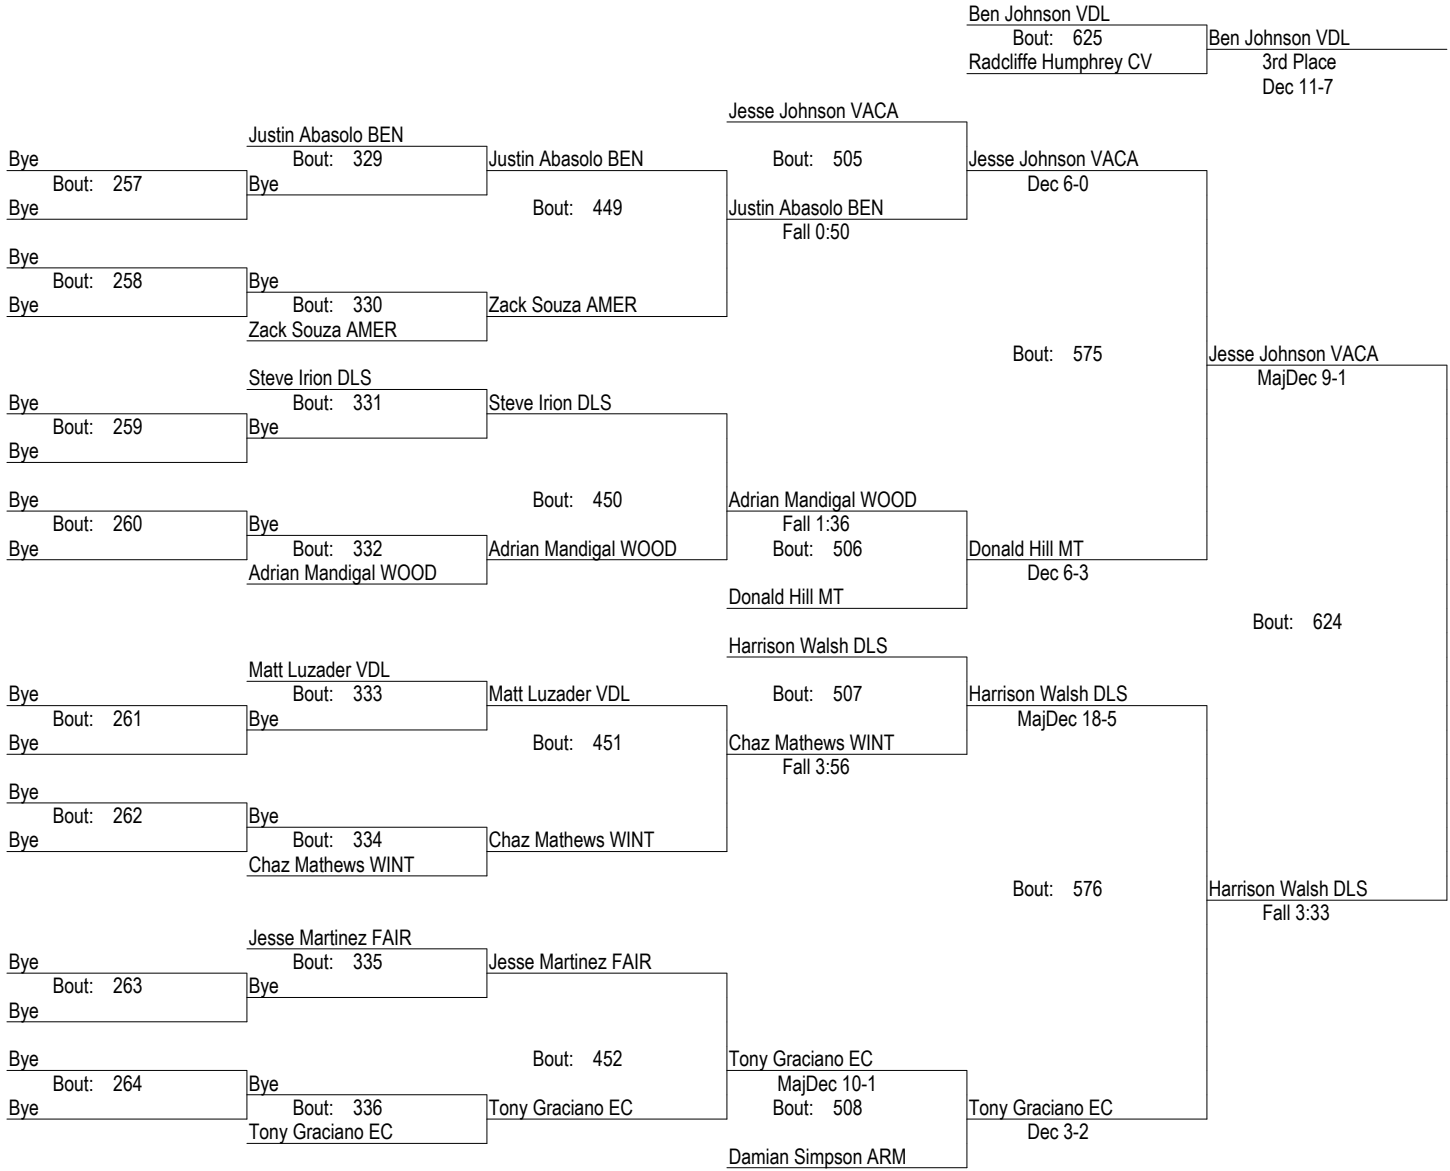 Ben Johnson VDL
Bout: 625
Ben Johnson VDL
Radcliffe Humphrey CV
3rd Place
Dec 11-7
Jesse Johnson VACA
Justin Abasolo BEN
Bye
Bout: 329
Justin Abasolo BEN
Bout: 505
Jesse Johnson VACA
Bout: 257
Bye
Dec 6-0
Bye
Bout: 449
Justin Abasolo BEN
Fall 0:50
Bye
Bout: 258
Bye
Bye
Bout: 330
Zack Souza AMER
Zack Souza AMER
Bout: 575
Jesse Johnson VACA
Steve Irion DLS
MajDec 9-1
Bye
Bout: 331
Steve Irion DLS
Bout: 259
Bye
Bye
Bye
Bout: 450
Adrian Mandigal WOOD
Bout: 260
Bye
Fall 1:36
Bye
Bout: 332
Adrian Mandigal WOOD
Bout: 506
Donald Hill MT
Adrian Mandigal WOOD
Dec 6-3
Donald Hill MT
Bout: 624
Harrison Walsh DLS
Matt Luzader VDL
Bye
Bout: 333
Matt Luzader VDL
Bout: 507
Harrison Walsh DLS
Bout: 261
Bye
MajDec 18-5
Bye
Bout: 451
Chaz Mathews WINT
Fall 3:56
Bye
Bout: 262
Bye
Bye
Bout: 334
Chaz Mathews WINT
Chaz Mathews WINT
Bout: 576
Harrison Walsh DLS
Fall 3:33
Jesse Martinez FAIR
Bye
Bout: 335
Jesse Martinez FAIR
Bout: 263
Bye
Bye
Bye
Bout: 452
Tony Graciano EC
Bout: 264
Bye
MajDec 10-1
Bye
Bout: 336
Tony Graciano EC
Bout: 508
Tony Graciano EC
Tony Graciano EC
Dec 3-2
Damian Simpson ARM